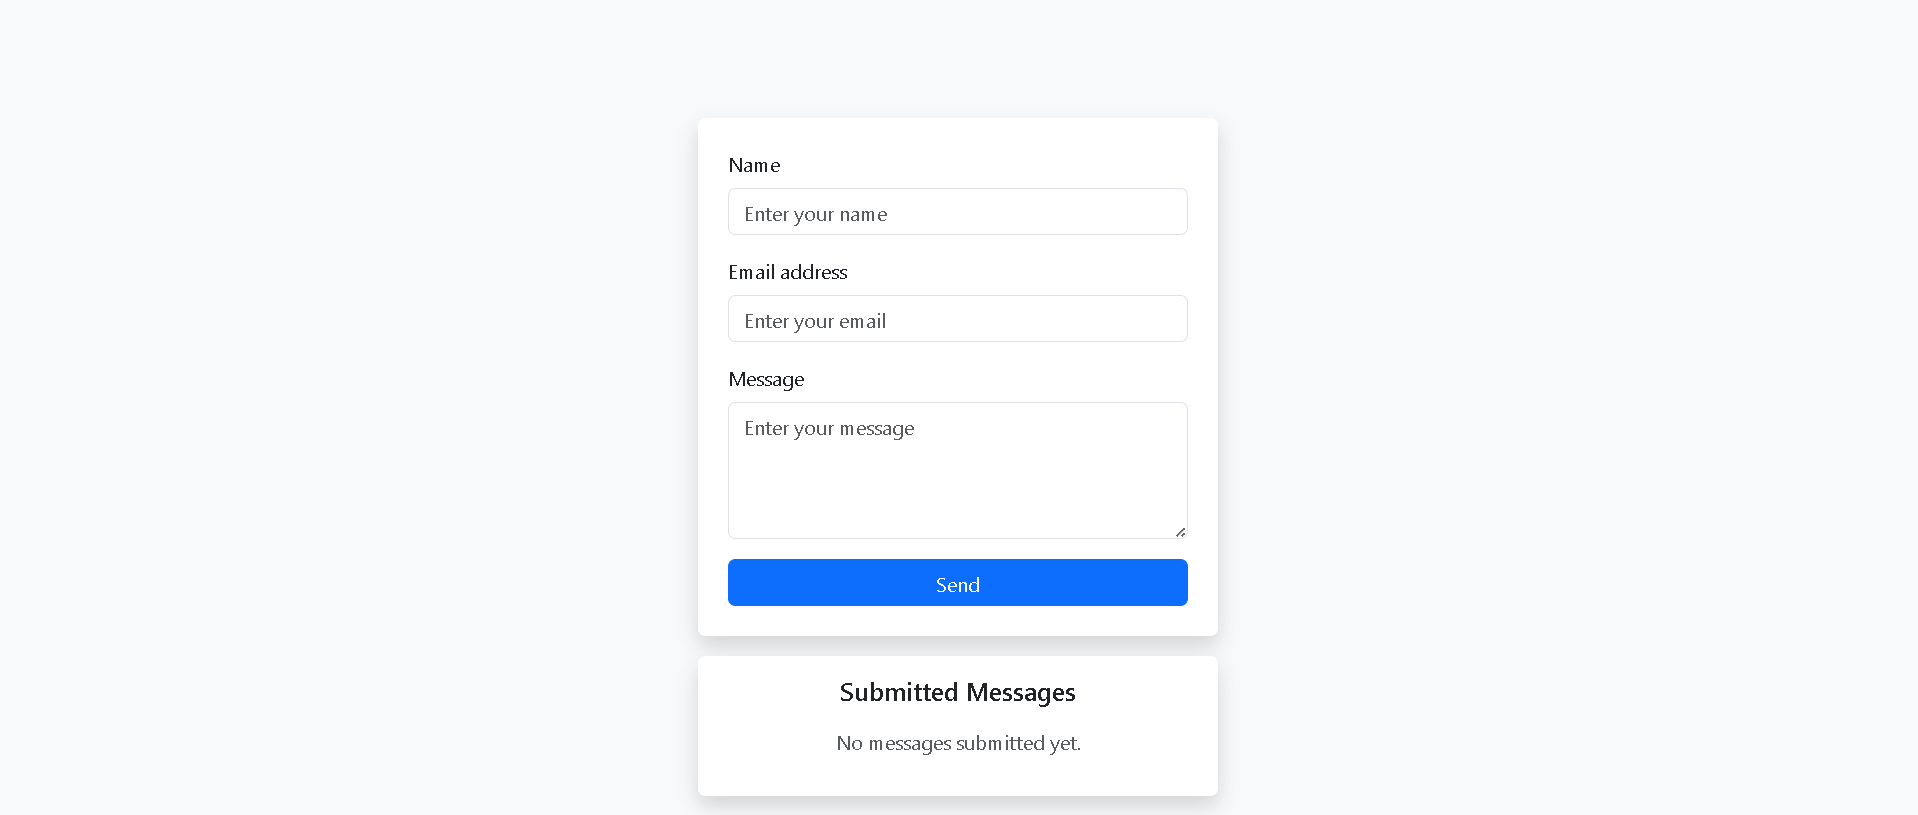 Name
Enter your name
Email address
Enter your email
Message
Enter your message
Send
Submitted Messages
No messages submitted yet.